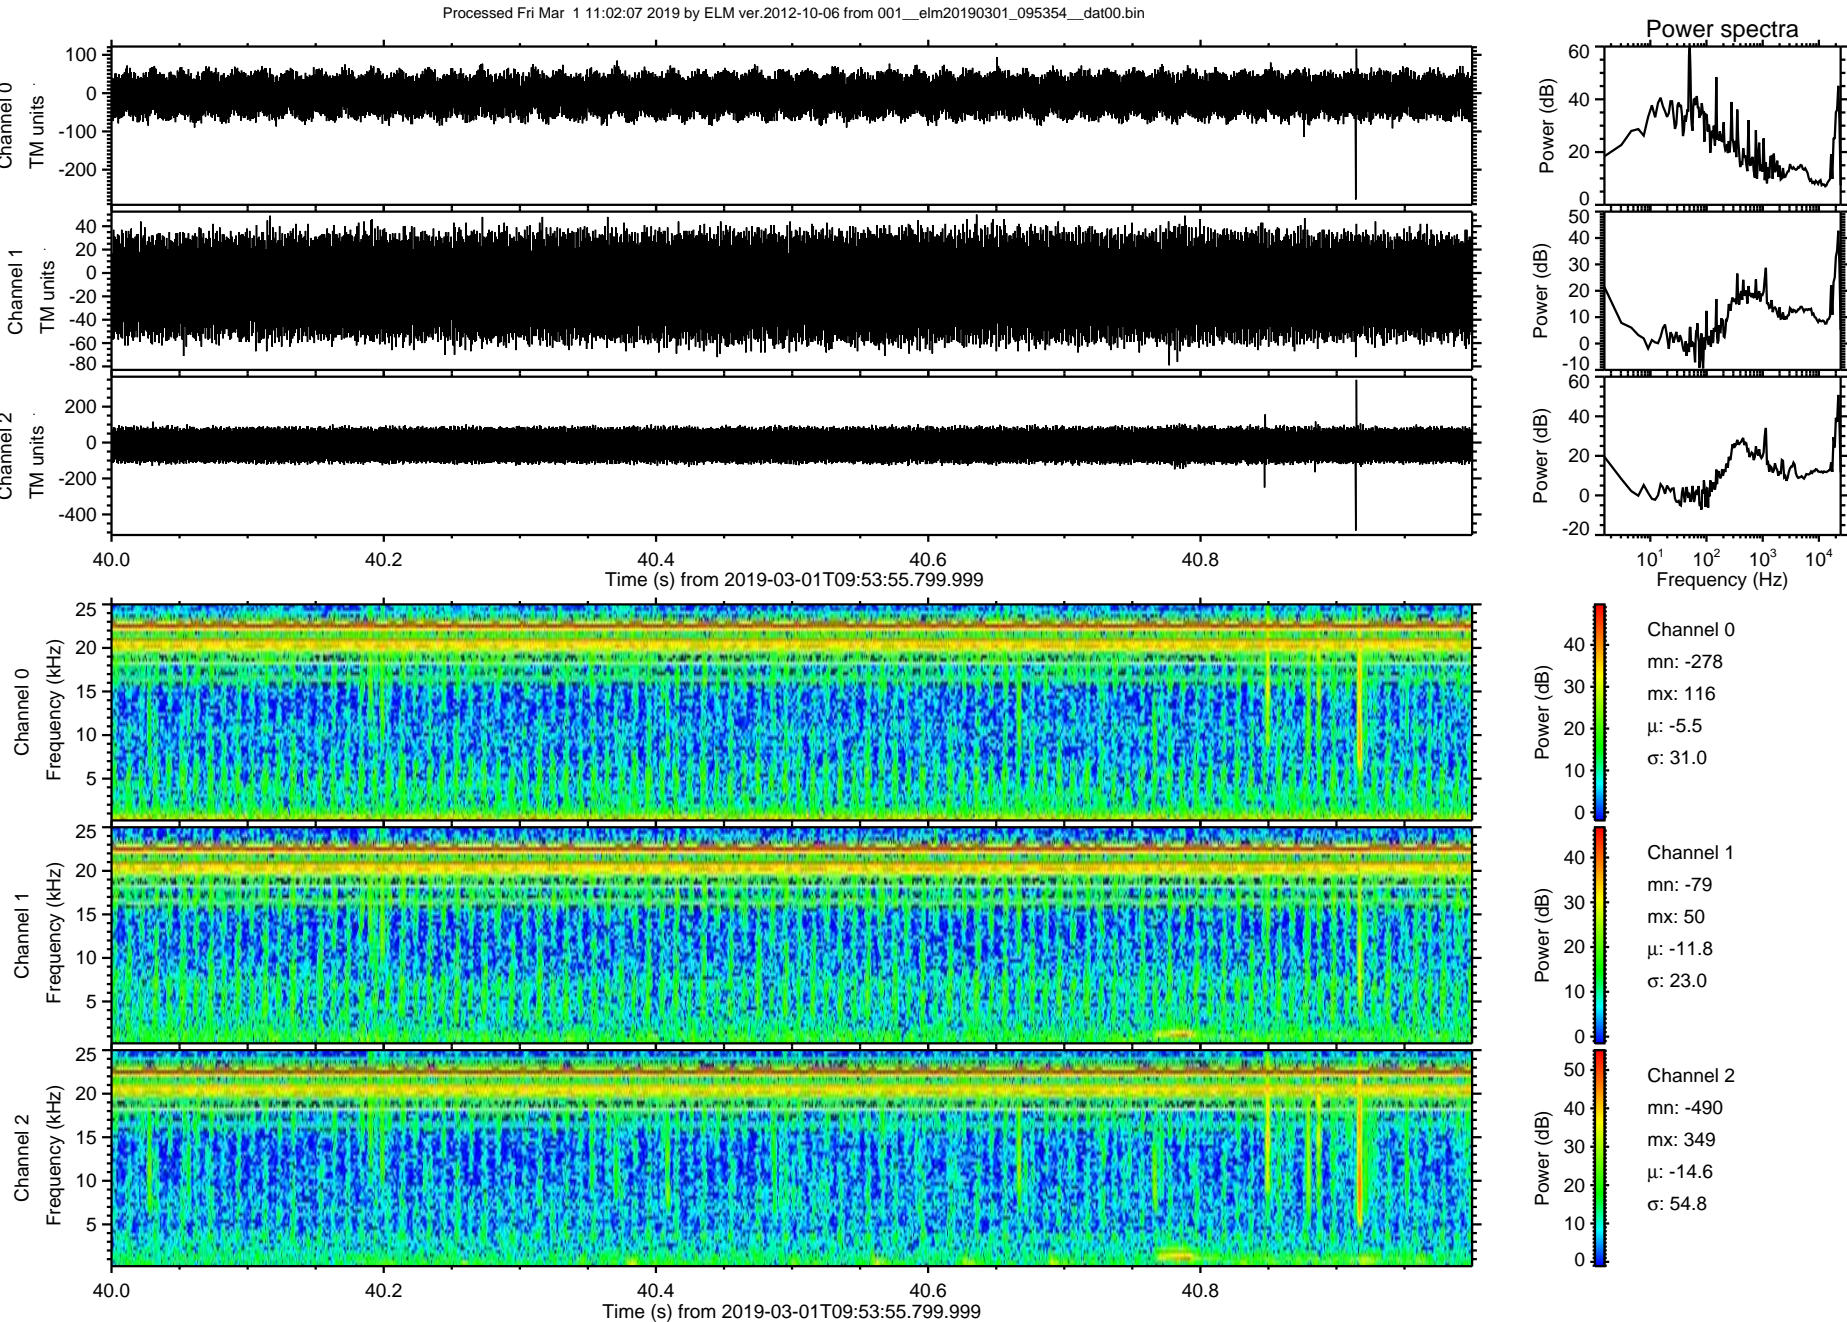 Processed Fri Mar 1 11:02:07 2019 by ELM ver.2012-10-06 from 001__elm20190301_095354__dat00.bin
Power spectra
Channel 0
TM units
100
0
-100
-200
Power (dB)
60
40
20
0
Channel 1
TM units
40
20
0
-20
-40
-60
-80
Power (dB)
50
40
30
20
10
0
-10
Channel 2
TM units
200
0
-200
-400
Power (dB)
60
40
20
0
-20
40.0 40.2 40.4 40.6 40.8
Time (s) from 2019-03-01T09:53:55.799.999
10¹ 10² 10³ 10⁴
Frequency (Hz)
Channel 0
Frequency (kHz)
25
20
15
10
5
Power (dB)
40
30
20
10
0
Channel 0
mn: -278
mx: 116
μ: -5.5
σ: 31.0
Channel 1
Frequency (kHz)
25
20
15
10
5
Power (dB)
40
30
20
10
0
Channel 1
mn: -79
mx: 50
μ: -11.8
σ: 23.0
Channel 2
Frequency (kHz)
25
20
15
10
5
Power (dB)
50
40
30
20
10
0
Channel 2
mn: -490
mx: 349
μ: -14.6
σ: 54.8
40.0 40.2 40.4 40.6 40.8
Time (s) from 2019-03-01T09:53:55.799.999